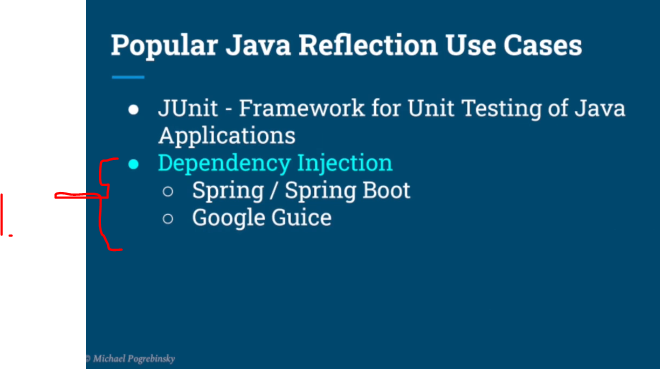 Popular Java Reflection Use Cases
● JUnit - Framework for Unit Testing of Java
Applications
● Dependency Injection
○ Spring / Spring Boot
○ Google Guice
1.
© Michael Pogrebinsky